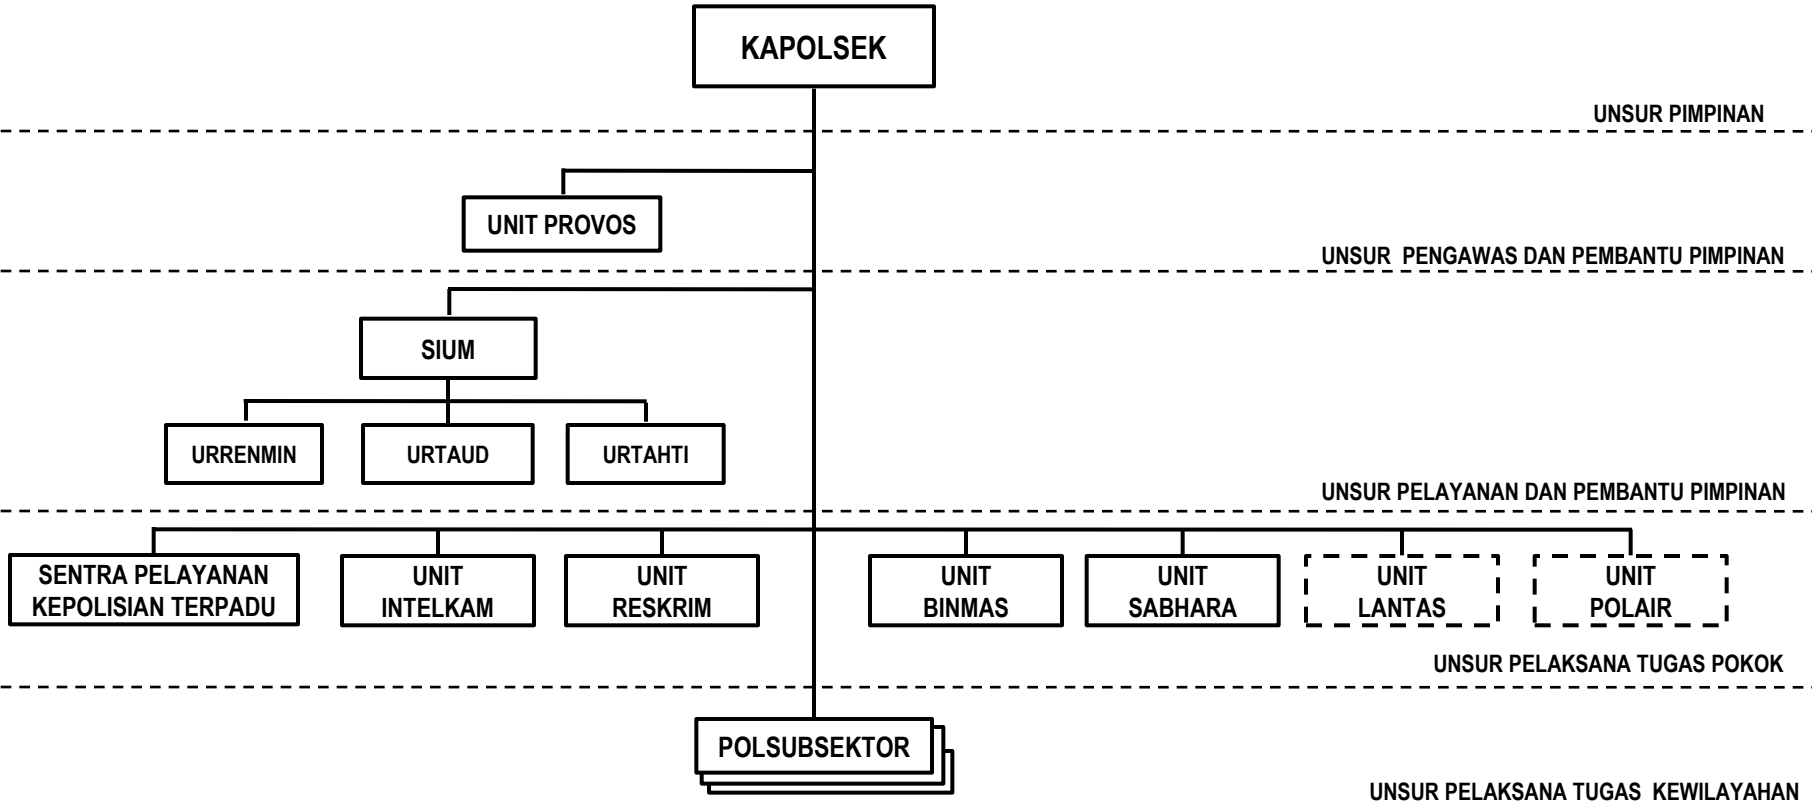 KAPOLSEK
UNSUR PIMPINAN
UNIT PROVOS
UNSUR PENGAWAS DAN PEMBANTU PIMPINAN
SIUM
URRENMIN
URTAUD
URTAHTI
UNSUR PELAYANAN DAN PEMBANTU PIMPINAN
SENTRA PELAYANAN
KEPOLISIAN TERPADU
UNIT
INTELKAM
UNIT
RESKRIM
UNIT
BINMAS
UNIT
SABHARA
UNIT
LANTAS
UNIT
POLAIR
UNSUR PELAKSANA TUGAS POKOK
POLSUBSEKTOR
UNSUR PELAKSANA TUGAS KEWILAYAHAN